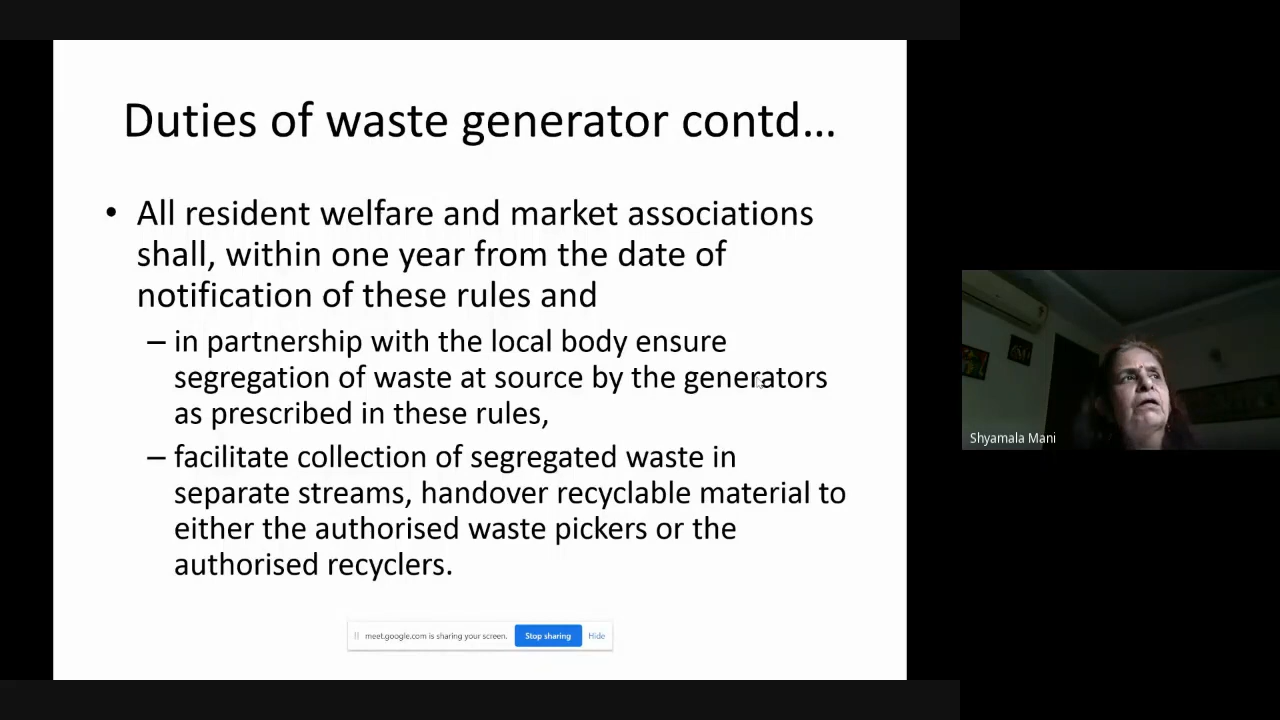 Duties of waste generator contd...
• All resident welfare and market associations
shall, within one year from the date of
notification of these rules and
– in partnership with the local body ensure
segregation of waste at source by the generators
as prescribed in these rules,
– facilitate collection of segregated waste in
separate streams, handover recyclable material to
either the authorised waste pickers or the
authorised recyclers.
meet.google.com is sharing your screen. Stop sharing Hide
Shyamala Mani